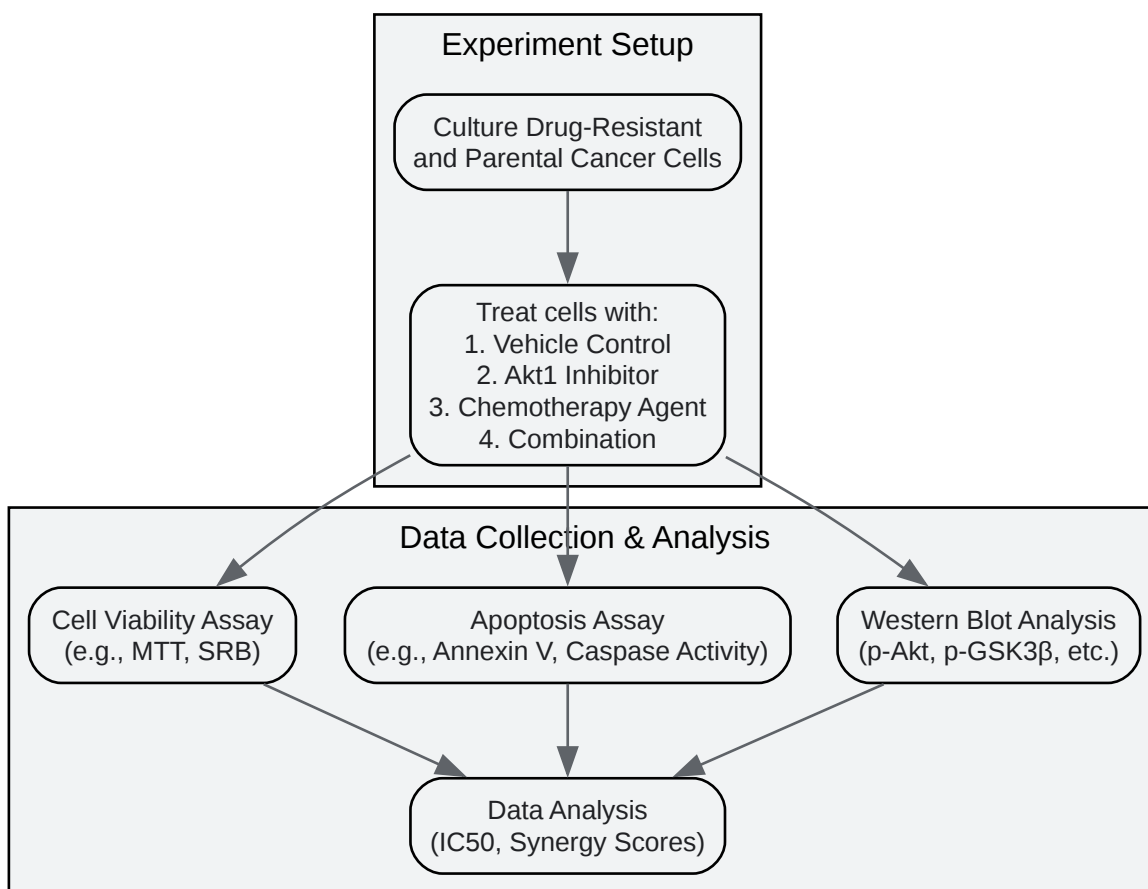 Experiment Setup
Culture Drug-Resistant
and Parental Cancer Cells
Treat cells with:
1. Vehicle Control
2. Akt1 Inhibitor
3. Chemotherapy Agent
4. Combination
Data Collection & Analysis
Cell Viability Assay
(e.g., MTT, SRB)
Apoptosis Assay
(e.g., Annexin V, Caspase Activity)
Western Blot Analysis
(p-Akt, p-GSK3β, etc.)
Data Analysis
(IC50, Synergy Scores)